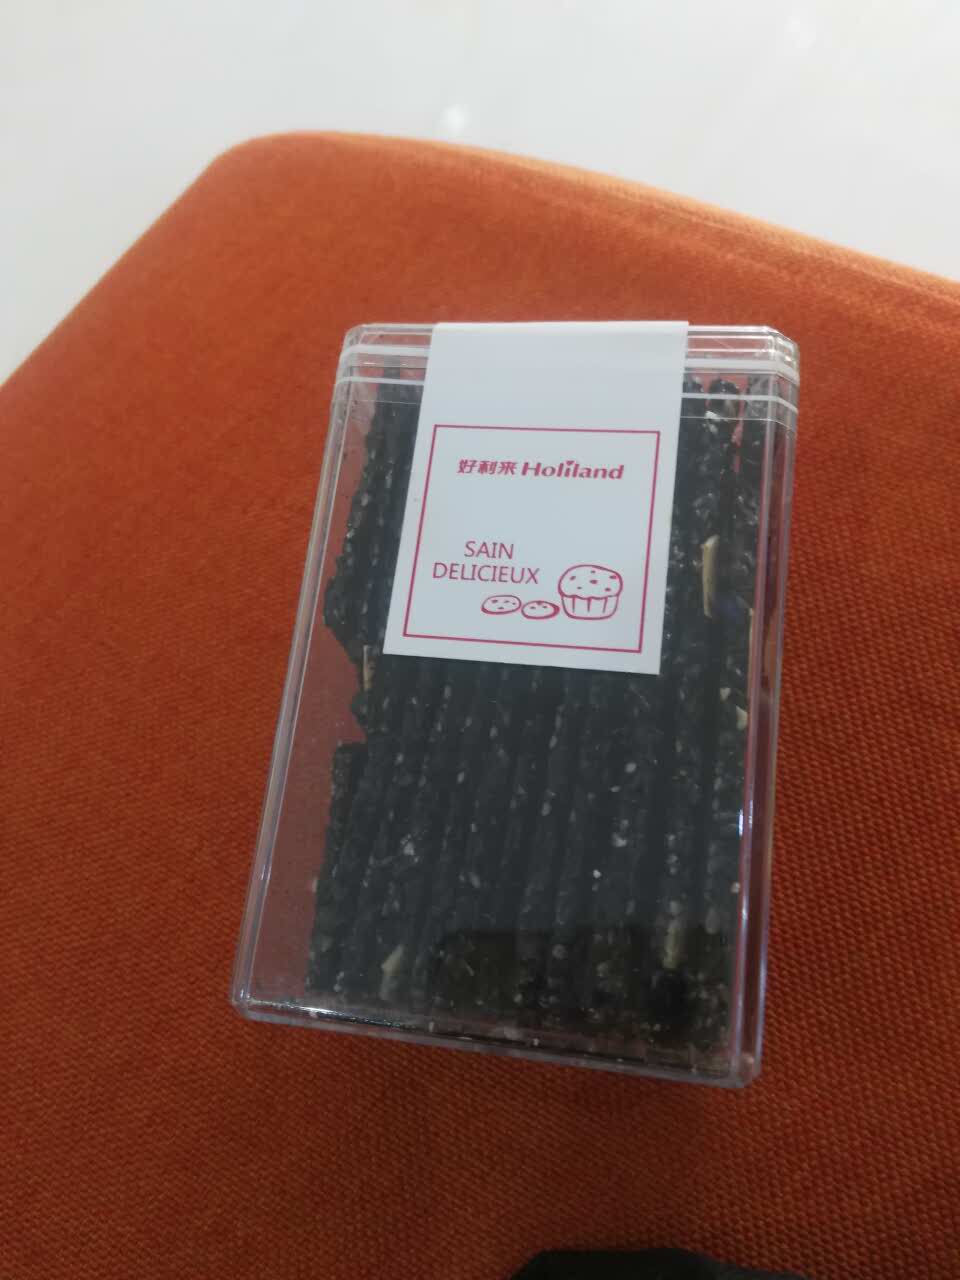 好利来 Holiland
SAIN
DELICIEUX